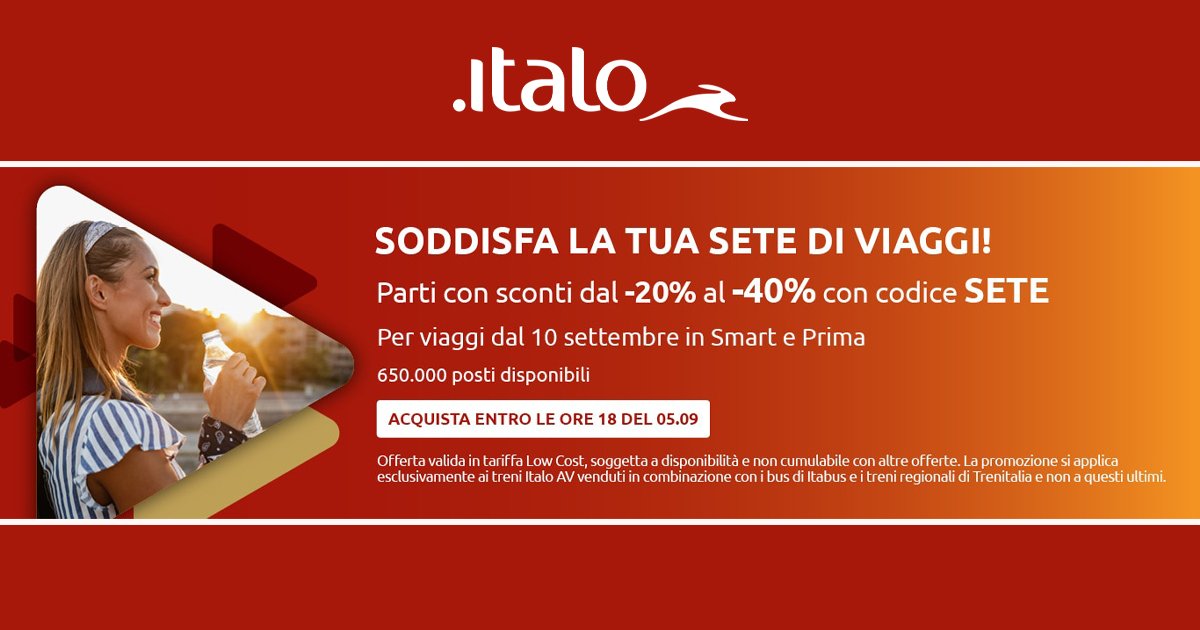 .italo
SODDISFA LA TUA SETE DI VIAGGI!
Parti con sconti dal -20% al -40% con codice SETE
Per viaggi dal 10 settembre in Smart e Prima
650.000 posti disponibili
ACQUISTA ENTRO LE ORE 18 DEL 05.09
Offerta valida in tariffa Low Cost, soggetta a disponibilità e non cumulabile con altre offerte. La promozione si applica
esclusivamente ai treni Italo AV venduti in combinazione con i bus di Itabus e i treni regionali di Trenitalia e non a questi ultimi.